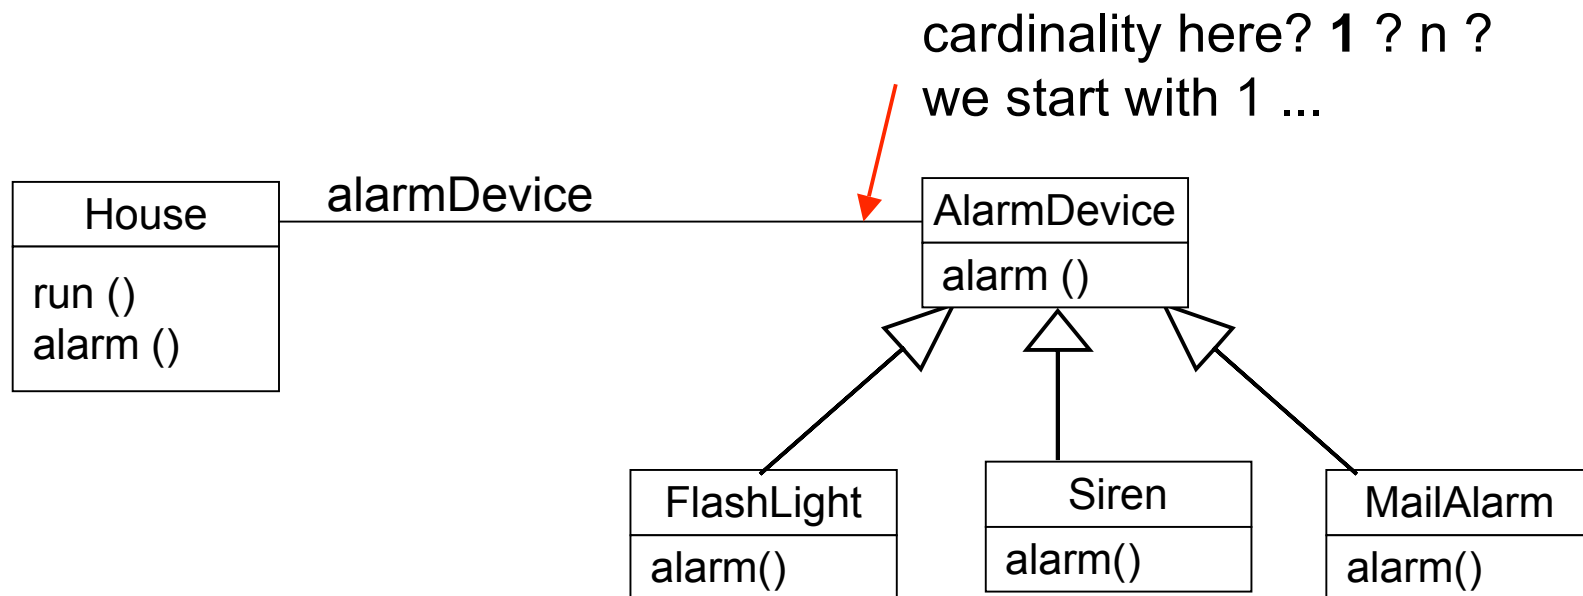 cardinality here? 1 ? n ?
we start with 1 ...
House
run ()
alarm ()
alarmDevice
AlarmDevice
alarm ()
FlashLight
alarm()
Siren
alarm()
MailAlarm
alarm()